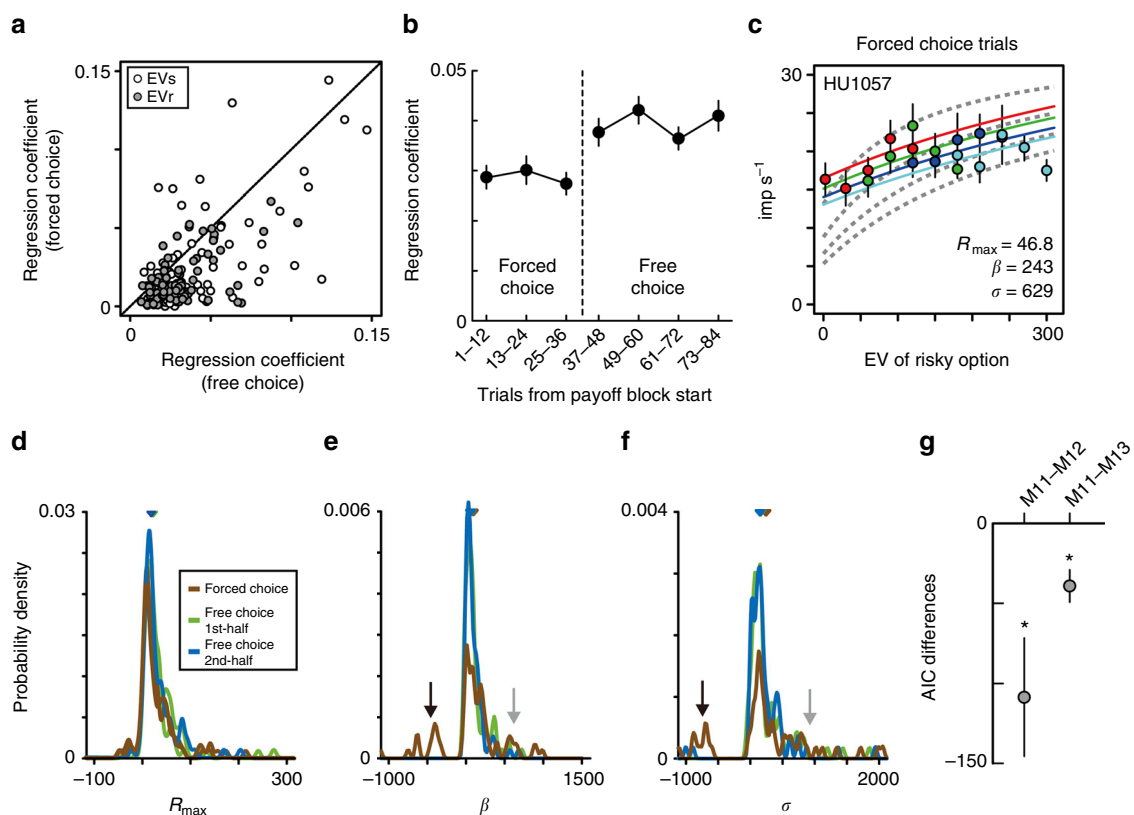 a
0.15
EVs
EVr
Regression coefficient
(forced choice)
0
0
0.15
Regression coefficient
(free choice)
b
0.05
Regression coefficient
Forced
choice
Free
choice
0
1–12
13–24
25–36
37–48
49–60
61–72
73–84
Trials from payoff block start
c
Forced choice trials
30
HU1057
imp s⁻¹
Rmax = 46.8
β = 243
σ = 629
0
0
300
EV of risky option
d
0.03
Probability density
Forced choice
Free choice
1st-half
Free choice
2nd-half
0
–100
300
Rmax
e
0.006
0
–1000
1500
β
f
0.004
0
–1000
2000
σ
g
M11–M12
M11–M13
0
AIC differences
*
*
–150